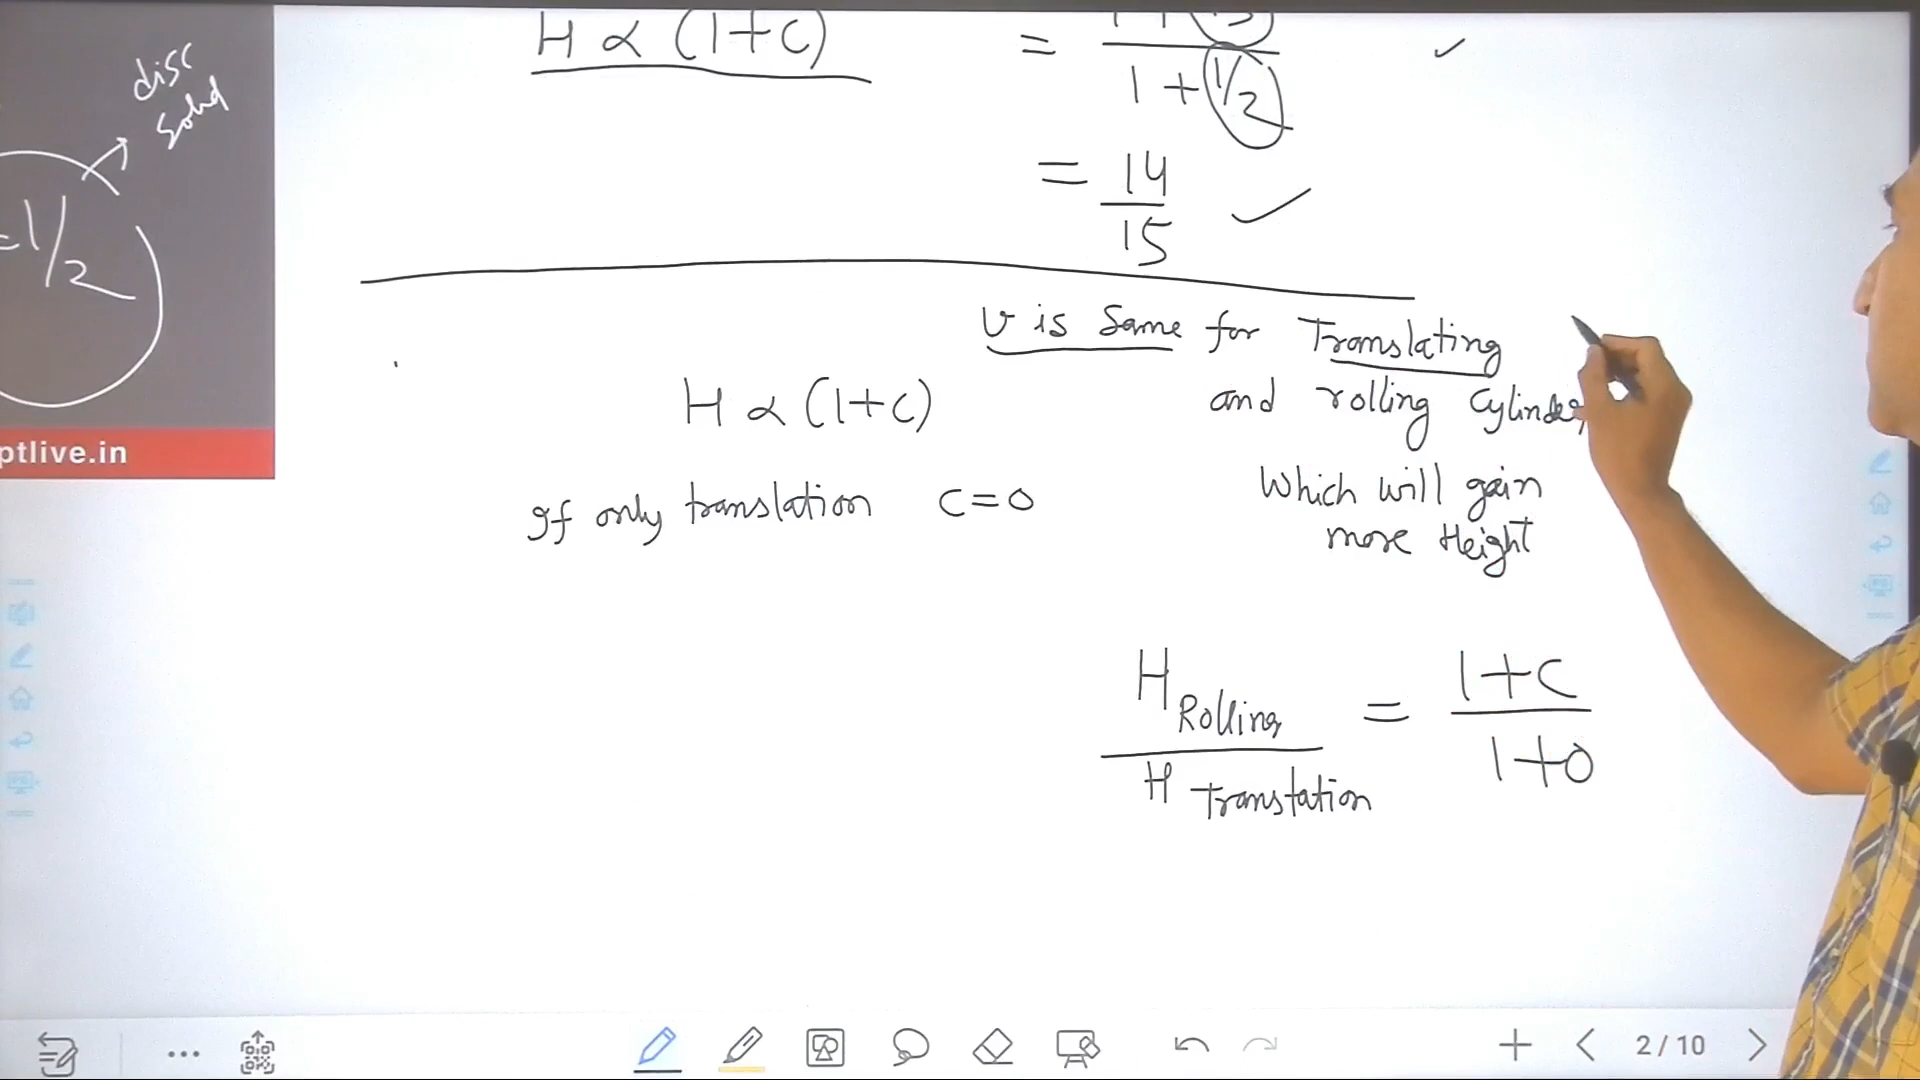 disc
solid
=1/2
ptlive.in
H ∝ (1+C)
=
1 + 1/2
= 14/15
v is same for Translating
and rolling cylinder
H ∝ (1+C)
Which will gain
more Height
If only translation C=0
H Rolling / H Translation = 1+C / 1+0
2/10